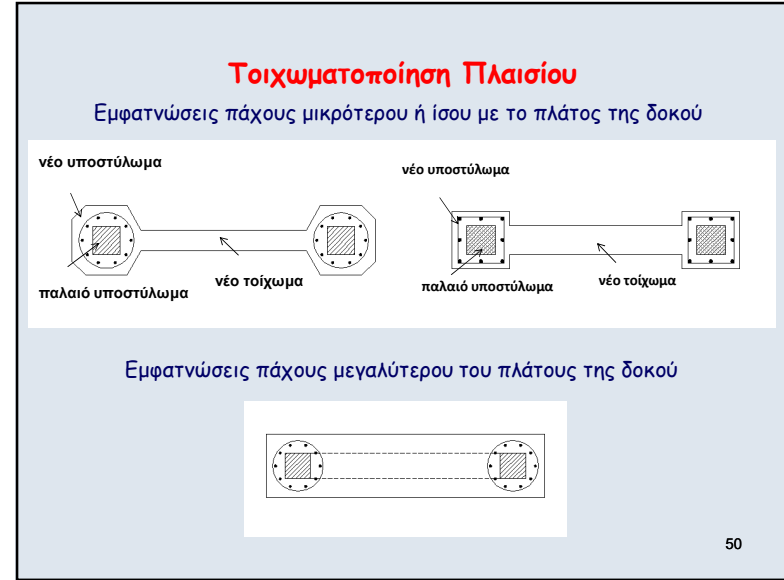 Τοιχωματοποίηση Πλαισίου
Εμφατνώσεις πάχους μικρότερου ή ίσου με το πλάτος της δοκού
νέο υποστύλωμα
παλαιό υποστύλωμα
νέο τοίχωμα
νέο υποστύλωμα
παλαιό υποστύλωμα
νέο τοίχωμα
Εμφατνώσεις πάχους μεγαλύτερου του πλάτους της δοκού
50